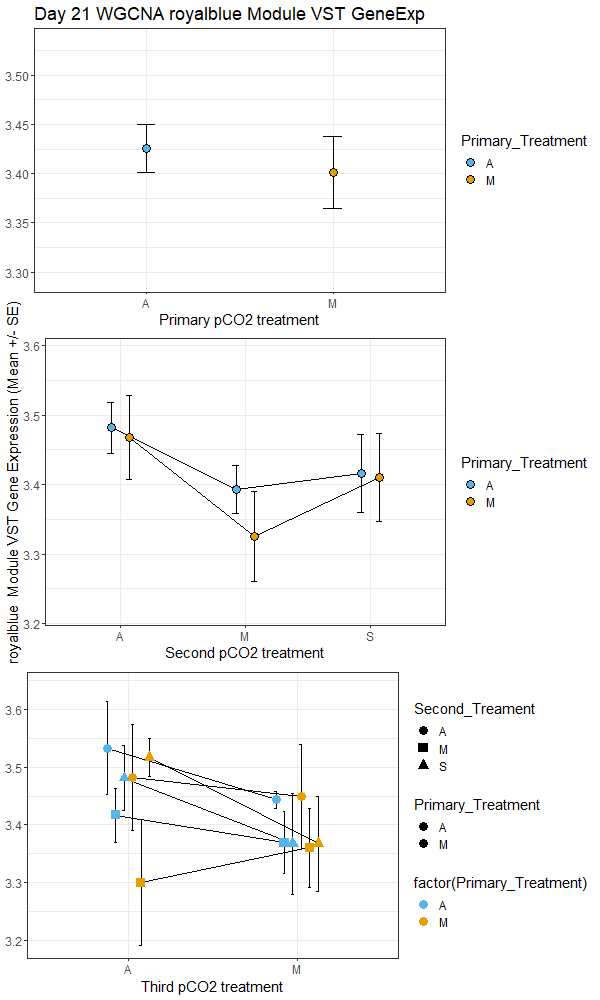 Day 21 WGCNA royalblue Module VST GeneExp
3.50
3.45
3.40
3.35
3.30
A M
Primary pCO2 treatment
Primary_Treatment
A
M
royalblue Module VST Gene Expression (Mean +/- SE)
3.6
3.5
3.4
3.3
3.2
A M S
Second pCO2 treatment
Primary_Treatment
A
M
3.6
3.5
3.4
3.3
3.2
A M
Third pCO2 treatment
Second_Treament
A
M
S
Primary_Treatment
A
M
factor(Primary_Treatment)
A
M